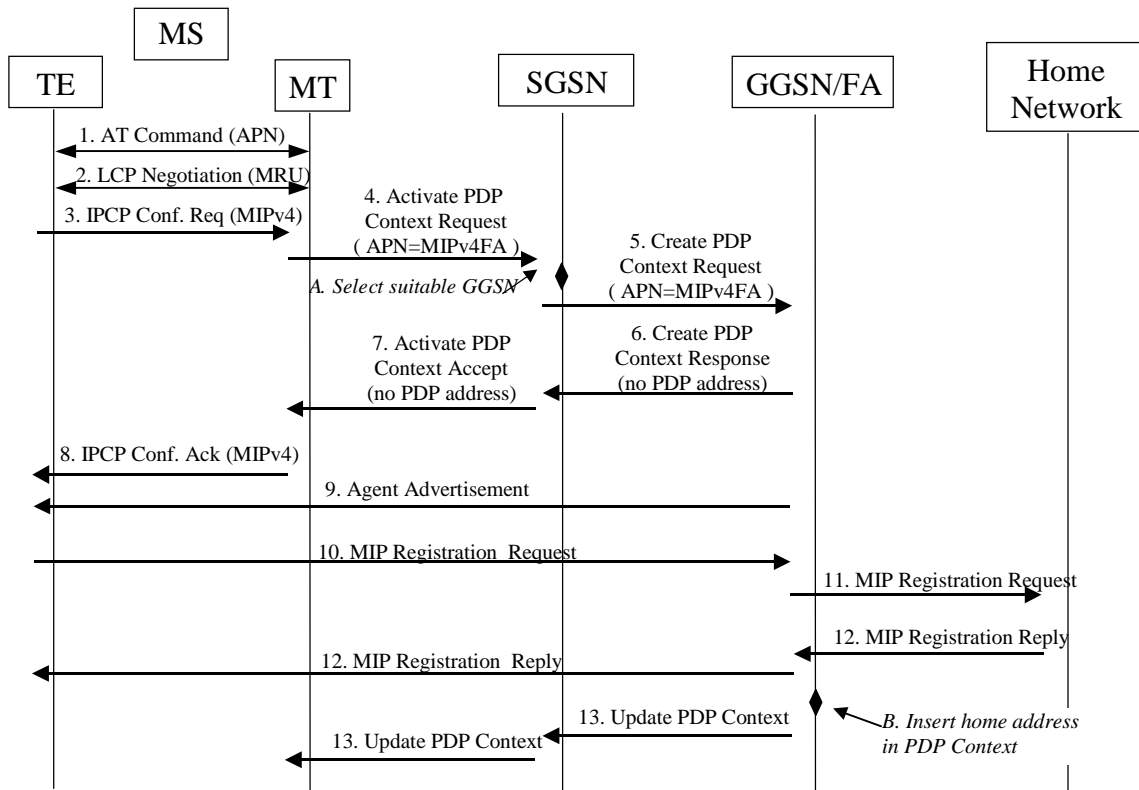 MS
TE
MT
SGSN
GGSN/FA
Home
Network
1. AT Command (APN)
2. LCP Negotiation (MRU)
3. IPCP Conf. Req (MIPv4)
4. Activate PDP
Context Request
( APN=MIPv4FA )
A. Select suitable GGSN
5. Create PDP
Context Request
( APN=MIPv4FA )
6. Create PDP
Context Response
(no PDP address)
7. Activate PDP
Context Accept
(no PDP address)
8. IPCP Conf. Ack (MIPv4)
9. Agent Advertisement
10. MIP Registration Request
11. MIP Registration Request
12. MIP Registration Reply
12. MIP Registration Reply
B. Insert home address
in PDP Context
13. Update PDP Context
13. Update PDP Context